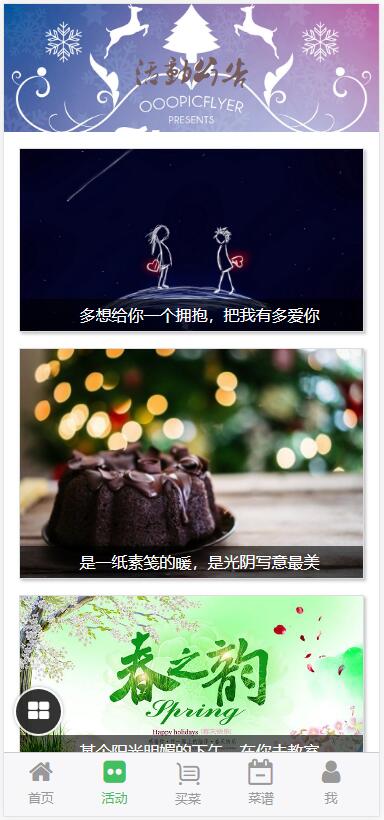 活動公告
OOOPICFLYER
PRESENTS
多想给你一个拥抱，把我有多爱你
是一纸素笺的暖，是光阴写意最美
春之韵
Spring
Happy holidays
某个阳光明媚的下午，在你去教室
首页
活动
买菜
菜谱
我